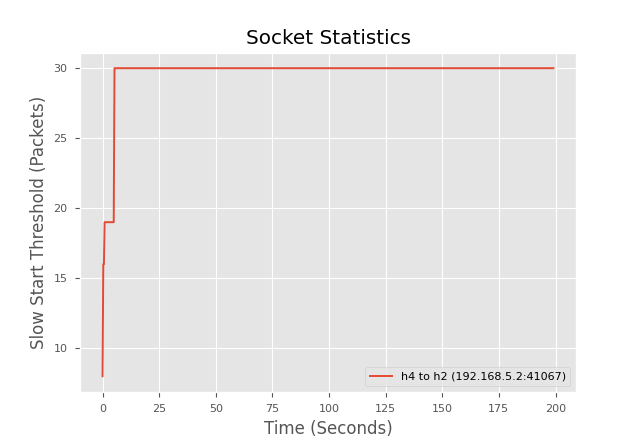 Socket Statistics
Slow Start Threshold (Packets)
30
25
20
15
10
h4 to h2 (192.168.5.2:41067)
0 25 50 75 100 125 150 175 200
Time (Seconds)